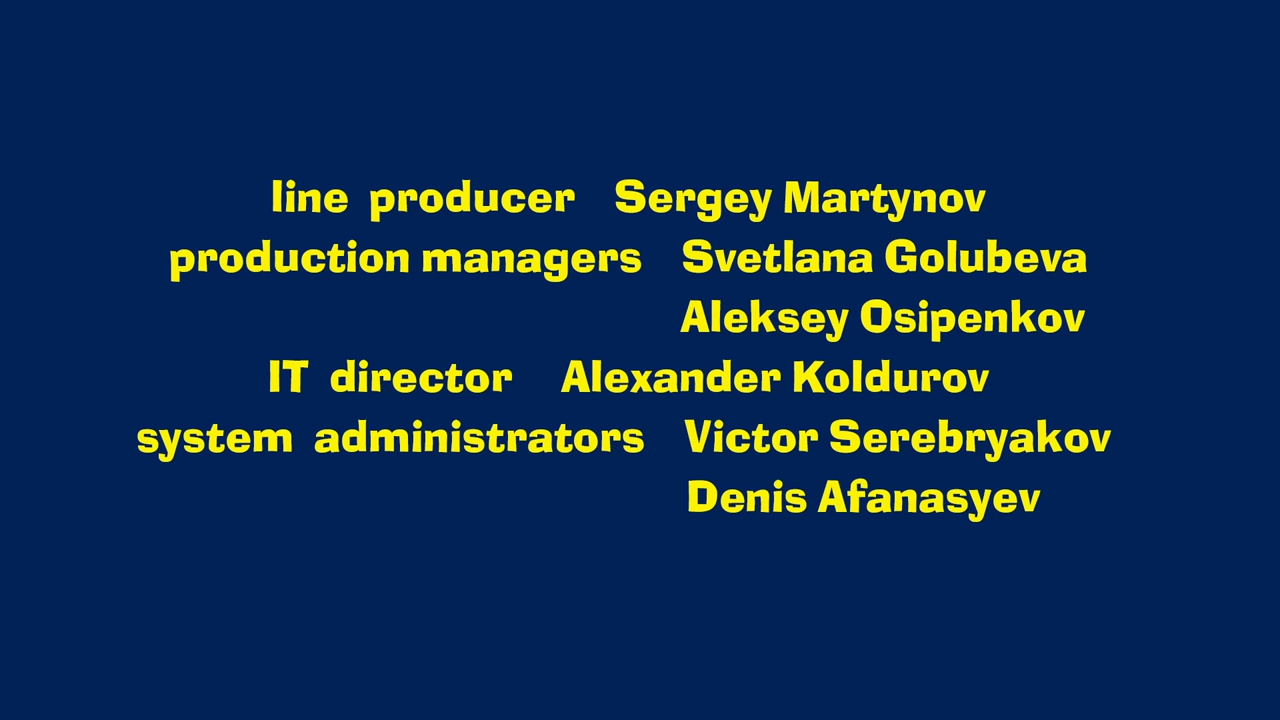 line producer Sergey Martynov
production managers Svetlana Golubeva
Aleksey Osipenkov
IT director Alexander Koldurov
system administrators Victor Serebryakov
Denis Afanasyev